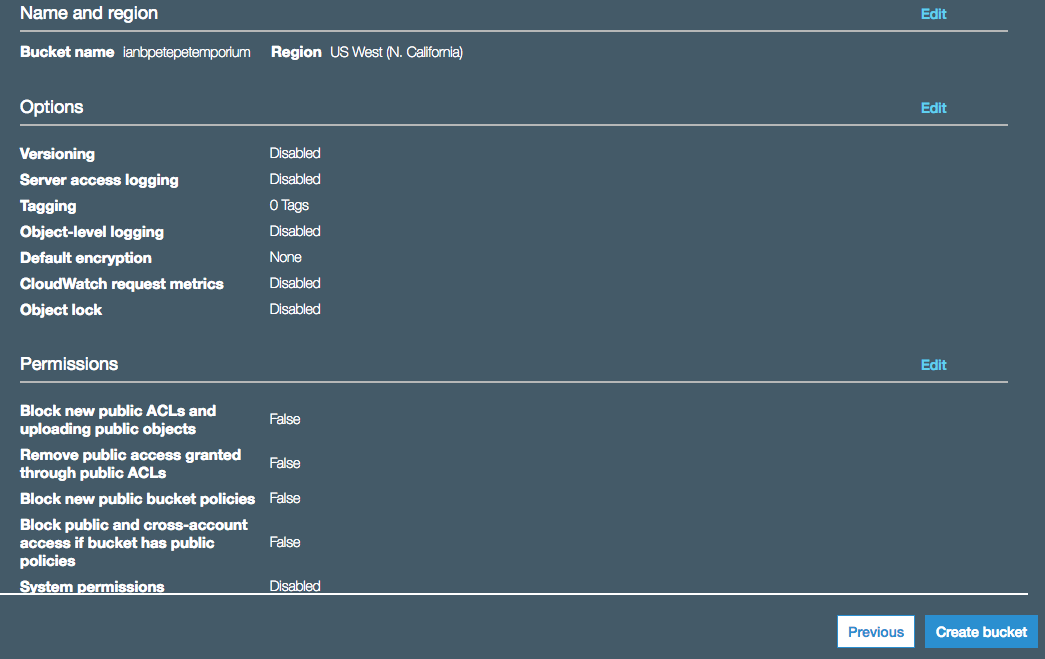 Name and region Edit
Bucket name ianbpetepetemporium Region US West (N. California)
Options Edit
Versioning Disabled
Server access logging Disabled
Tagging 0 Tags
Object-level logging Disabled
Default encryption None
CloudWatch request metrics Disabled
Object lock Disabled
Permissions Edit
Block new public ACLs and
uploading public objects False
Remove public access granted
through public ACLs False
Block new public bucket policies False
Block public and cross-account
access if bucket has public False
policies
System permissions Disabled
Previous Create bucket